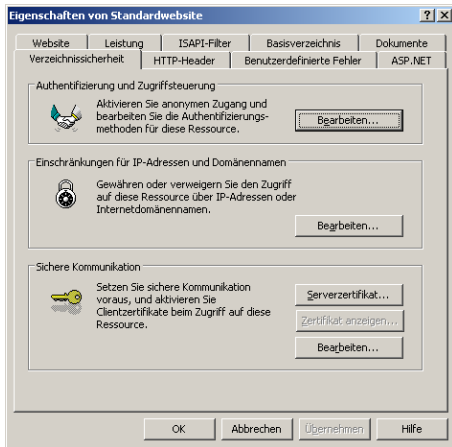 Eigenschaften von Standardwebsite
Website Leistung ISAPI-Filter Basisverzeichnis Dokumente
Verzeichnissicherheit HTTP-Header Benutzerdefinierte Fehler ASP.NET
Authentifizierung und Zugriffsteuerung
Aktivieren Sie anonymen Zugang und
bearbeiten Sie die Authentifizierungs-
methoden für diese Ressource.
Bearbeiten...
Einschränkungen für IP-Adressen und Domänennamen
Gewähren oder verweigern Sie den Zugriff
auf diese Ressource über IP-Adressen oder
Internetdomänennamen.
Bearbeiten...
Sichere Kommunikation
Setzen Sie sichere Kommunikation
voraus, und aktivieren Sie
Clientzertifikate beim Zugriff auf diese
Ressource.
Serverzertifikat...
Zertifikat anzeigen...
Bearbeiten...
OK Abbrechen Übernehmen Hilfe